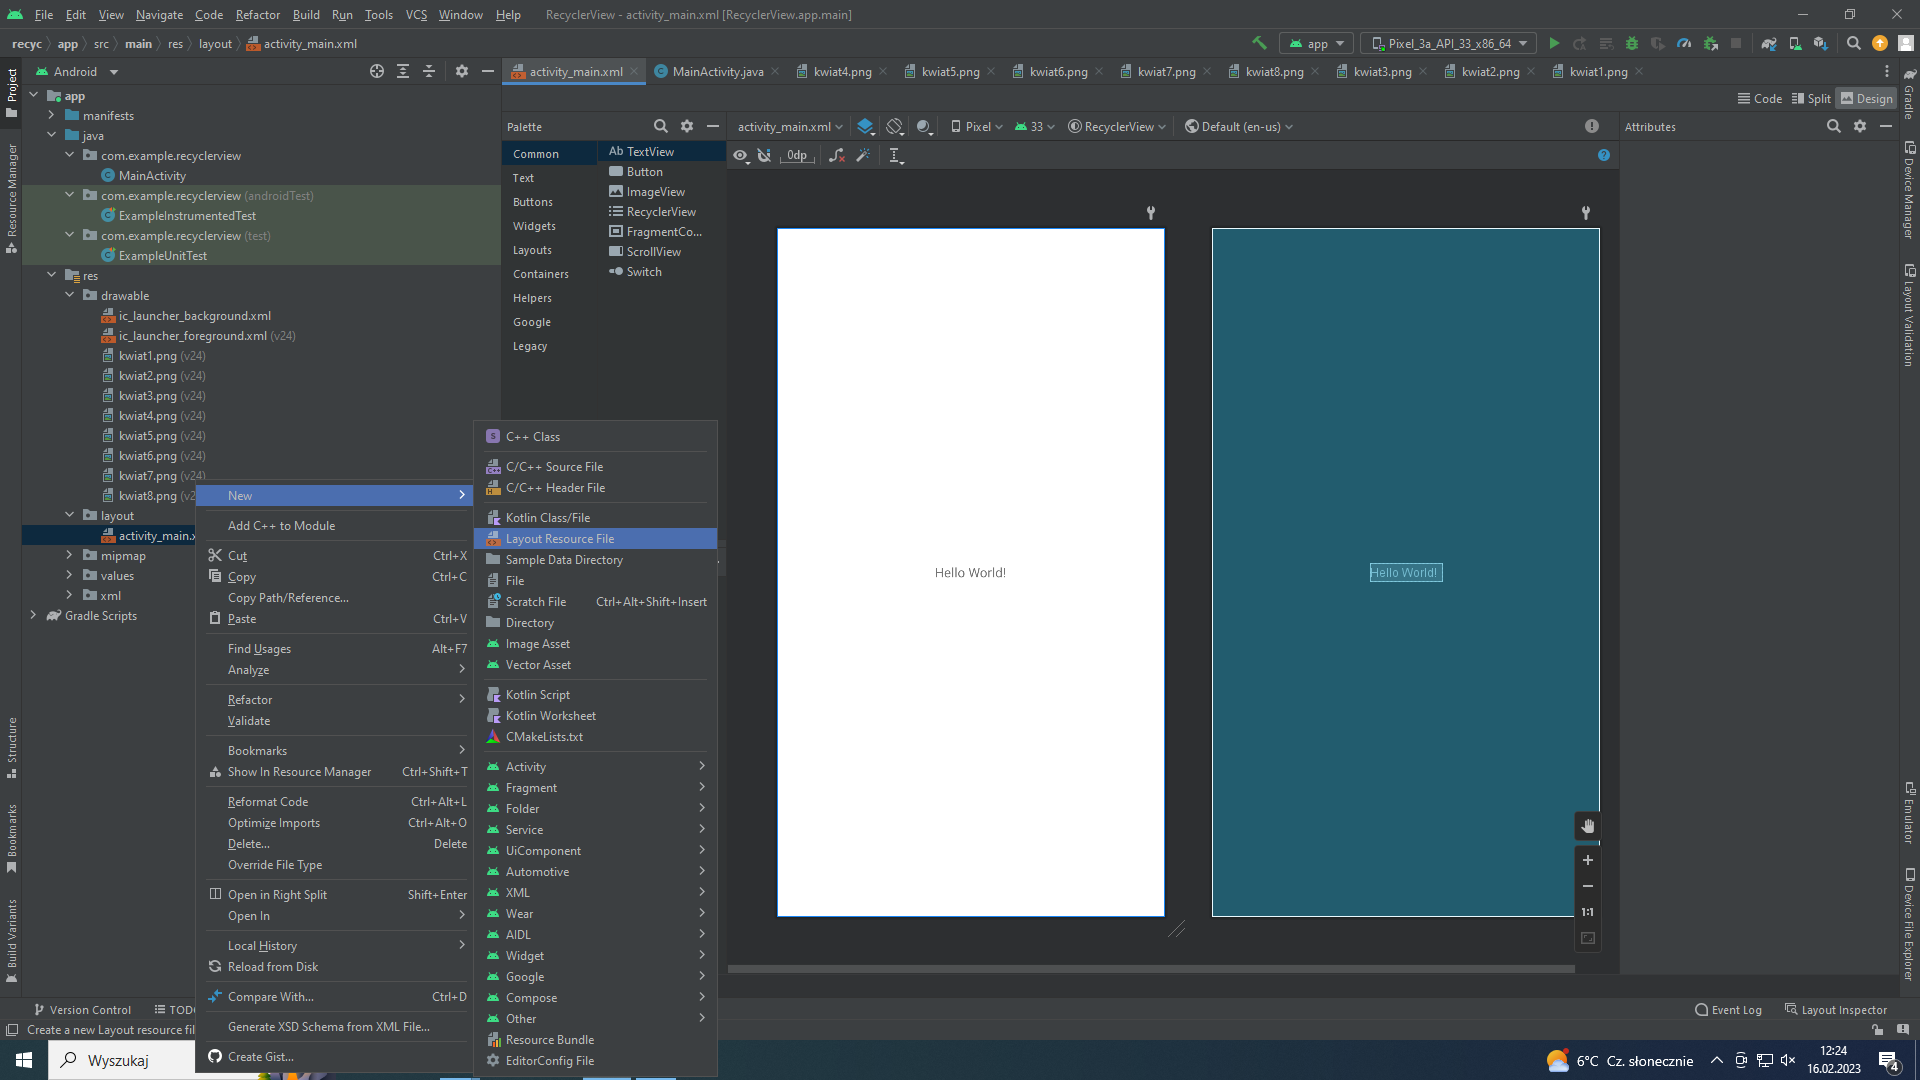 File Edit View Navigate Code Refactor Build Run Tools VCS Window Help RecyclerView - activity_main.xml [RecyclerView.app.main]
recyc app src main res layout activity_main.xml
app Pixel_3a_API_33_x86_64
Android
activity_main.xml MainActivity.java kwiat4.png kwiat5.png kwiat6.png kwiat7.png kwiat8.png kwiat3.png kwiat2.png kwiat1.png
Code Split Design
Project
Resource Manager
Structure
Bookmarks
Build Variants
app
manifests
java
com.example.recyclerview
MainActivity
com.example.recyclerview (androidTest)
ExampleInstrumentedTest
com.example.recyclerview (test)
ExampleUnitTest
res
drawable
ic_launcher_background.xml
ic_launcher_foreground.xml (v24)
kwiat1.png (v24)
kwiat2.png (v24)
kwiat3.png (v24)
kwiat4.png (v24)
kwiat5.png (v24)
kwiat6.png (v24)
kwiat7.png (v24)
kwiat8.png (v2
layout
activity_main.x
mipmap
values
xml
Gradle Scripts
Palette
Common
Text
Buttons
Widgets
Layouts
Containers
Helpers
Google
Legacy
Ab TextView
Button
ImageView
RecyclerView
FragmentCo...
ScrollView
Switch
activity_main.xml Pixel 33 RecyclerView Default (en-us)
0dp
Attributes
Hello World!
Hello World!
1:1
New
Add C++ to Module
Cut Ctrl+X
Copy Ctrl+C
Copy Path/Reference...
Paste Ctrl+V
Find Usages Alt+F7
Analyze
Refactor
Validate
Bookmarks
Show In Resource Manager Ctrl+Shift+T
Reformat Code Ctrl+Alt+L
Optimize Imports Ctrl+Alt+O
Delete... Delete
Override File Type
Open in Right Split Shift+Enter
Open In
Local History
Reload from Disk
Compare With... Ctrl+D
Generate XSD Schema from XML File...
Create Gist...
C++ Class
C/C++ Source File
C/C++ Header File
Kotlin Class/File
Layout Resource File
Sample Data Directory
File
Scratch File Ctrl+Alt+Shift+Insert
Directory
Image Asset
Vector Asset
Kotlin Script
Kotlin Worksheet
CMakeLists.txt
Activity
Fragment
Folder
Service
UiComponent
Automotive
XML
Wear
AIDL
Widget
Google
Compose
Other
Resource Bundle
EditorConfig File
Gradle
Device Manager
Layout Validation
Emulator
Device File Explorer
Version Control TODO
Event Log Layout Inspector
Create a new Layout resource fil
Wyszukaj
6°C Cz. słonecznie
12:24
16.02.2023
4